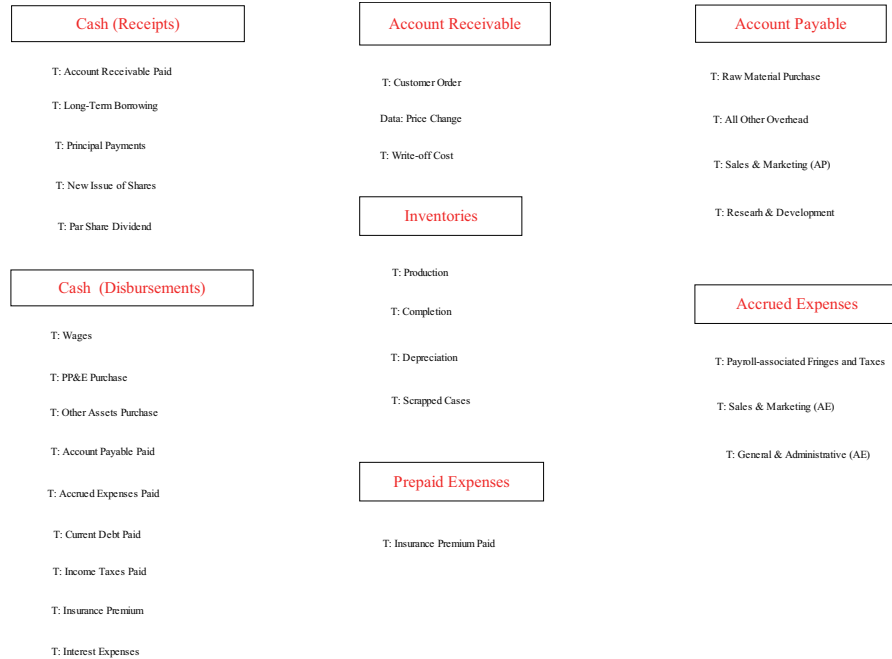 Cash (Receipts)
T: Account Receivable Paid
T: Long-Term Borrowing
T: Principal Payments
T: New Issue of Shares
T: Par Share Dividend
Cash (Disbursements)
T: Wages
T: PP&E Purchase
T: Other Assets Purchase
T: Account Payable Paid
T: Accrued Expenses Paid
T: Current Debt Paid
T: Income Taxes Paid
T: Insurance Premium
T: Interest Expenses
Account Receivable
T: Customer Order
Data: Price Change
T: Write-off Cost
Inventories
T: Production
T: Completion
T: Depreciation
T: Scrapped Cases
Prepaid Expenses
T: Insurance Premium Paid
Account Payable
T: Raw Material Purchase
T: All Other Overhead
T: Sales & Marketing (AP)
T: Researh & Development
Accrued Expenses
T: Payroll-associated Fringes and Taxes
T: Sales & Marketing (AE)
T: General & Administrative (AE)